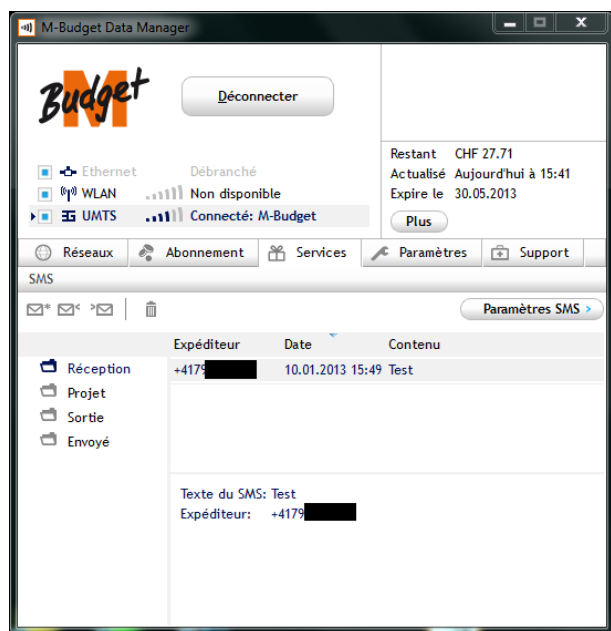 M-Budget Data Manager
Budget
M
Déconnecter
Restant CHF 27.71
Actualisé Aujourd'hui à 15:41
Expire le 30.05.2013
Plus
Ethernet Débranché
WLAN Non disponible
3G UMTS Connecté: M-Budget
Réseaux Abonnement Services Paramètres Support
SMS
Paramètres SMS >
Expéditeur Date Contenu
Réception
Projet
Sortie
Envoyé
+4179 10.01.2013 15:49 Test
Texte du SMS: Test
Expéditeur: +4179